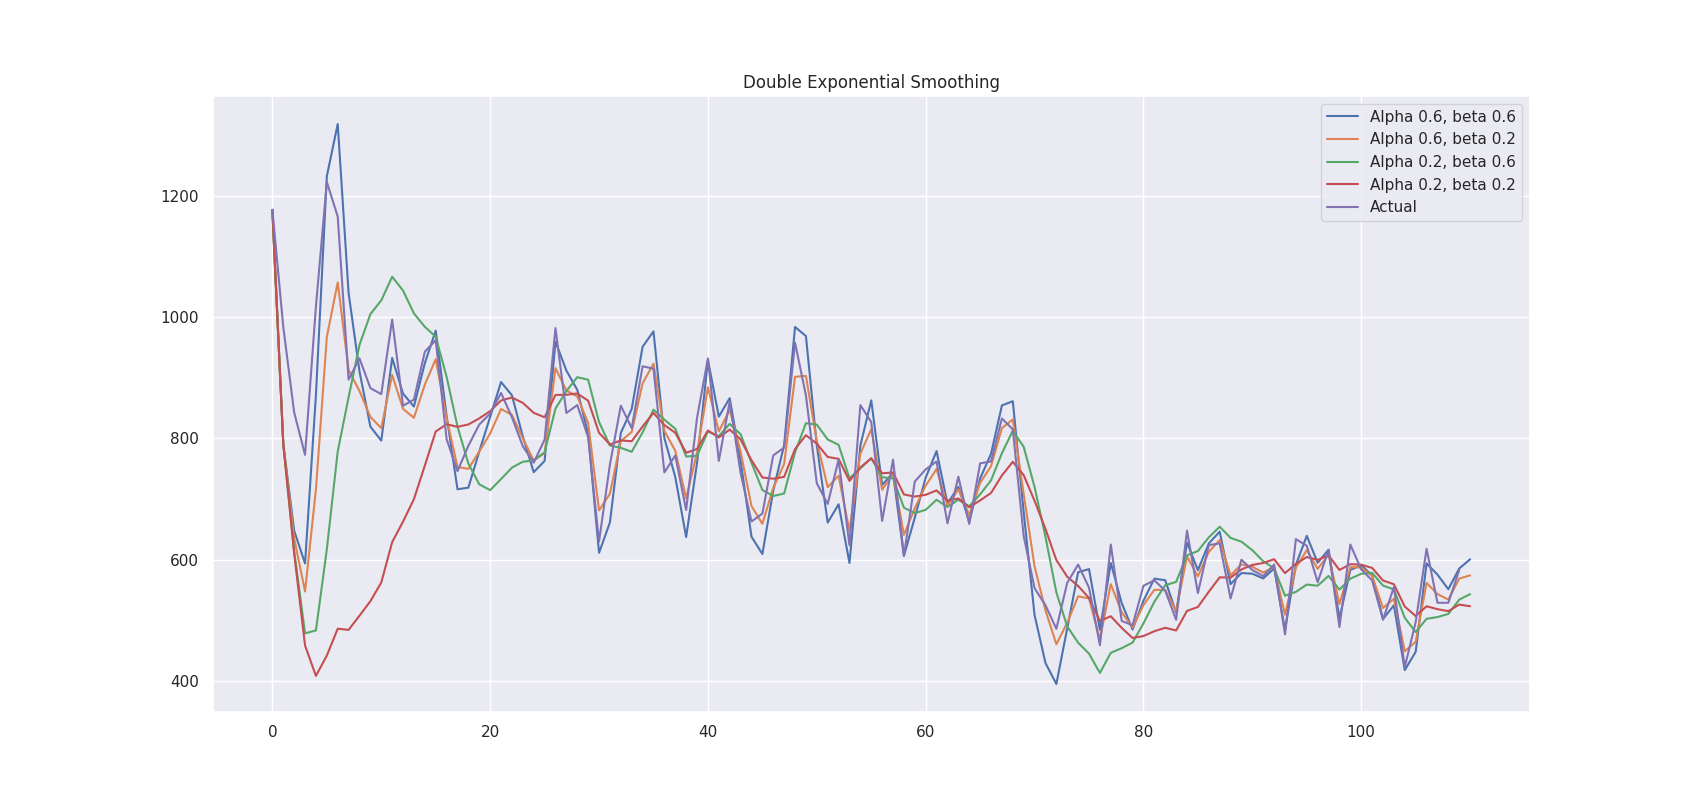 Double Exponential Smoothing
Alpha 0.6, beta 0.6
Alpha 0.6, beta 0.2
Alpha 0.2, beta 0.6
Alpha 0.2, beta 0.2
Actual
1200
1000
800
600
400
0 20 40 60 80 100